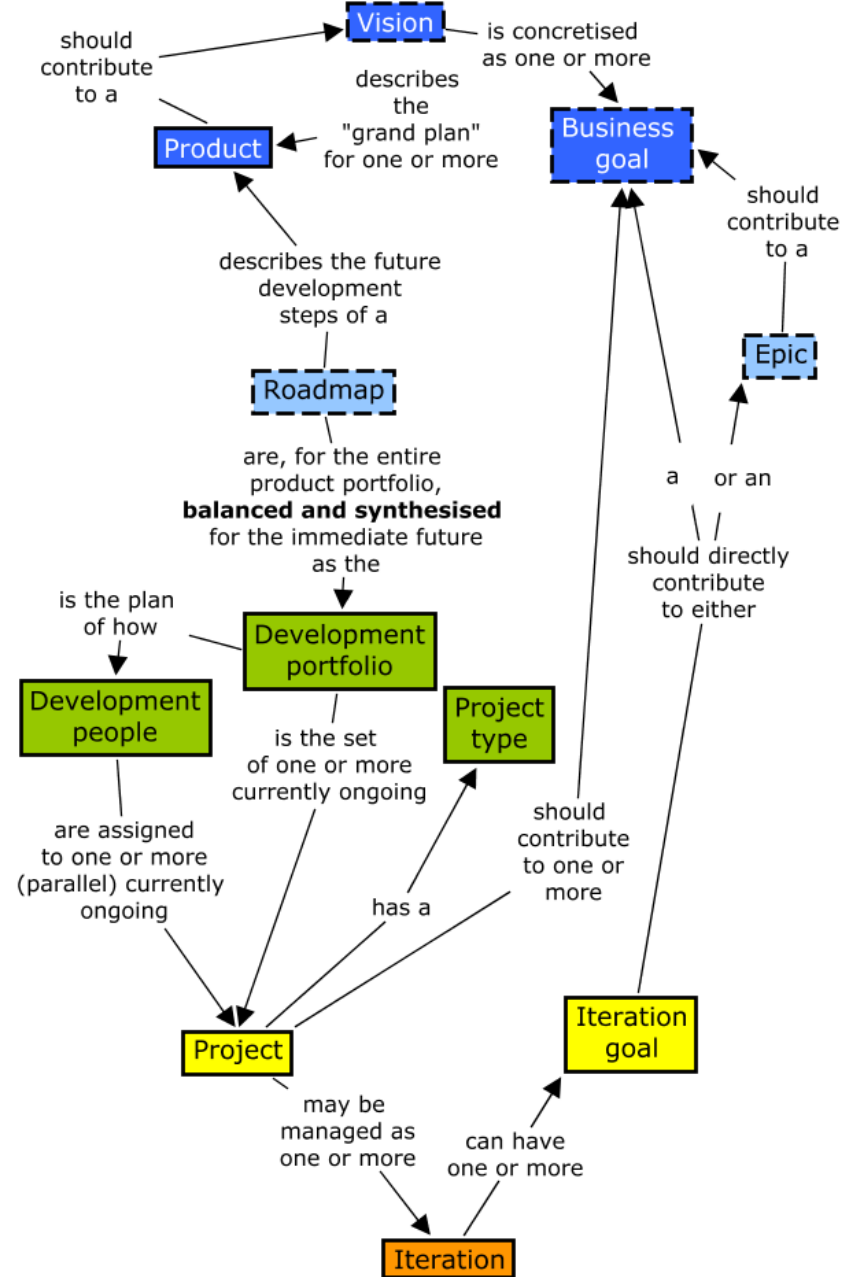 Vision
should
contribute
to a
is concretised
as one or more
describes
the
"grand plan"
for one or more
Product
Business
goal
should
contribute
to a
describes the future
development
steps of a
Epic
Roadmap
are, for the entire
product portfolio,
balanced and synthesised
for the immediate future
as the
a
or an
should directly
contribute
to either
is the plan
of how
Development
portfolio
Development
people
Project
type
is the set
of one or more
currently ongoing
should
contribute
to one or
more
are assigned
to one or more
(parallel) currently
ongoing
has a
Project
Iteration
goal
may be
managed as
one or more
can have
one or more
Iteration